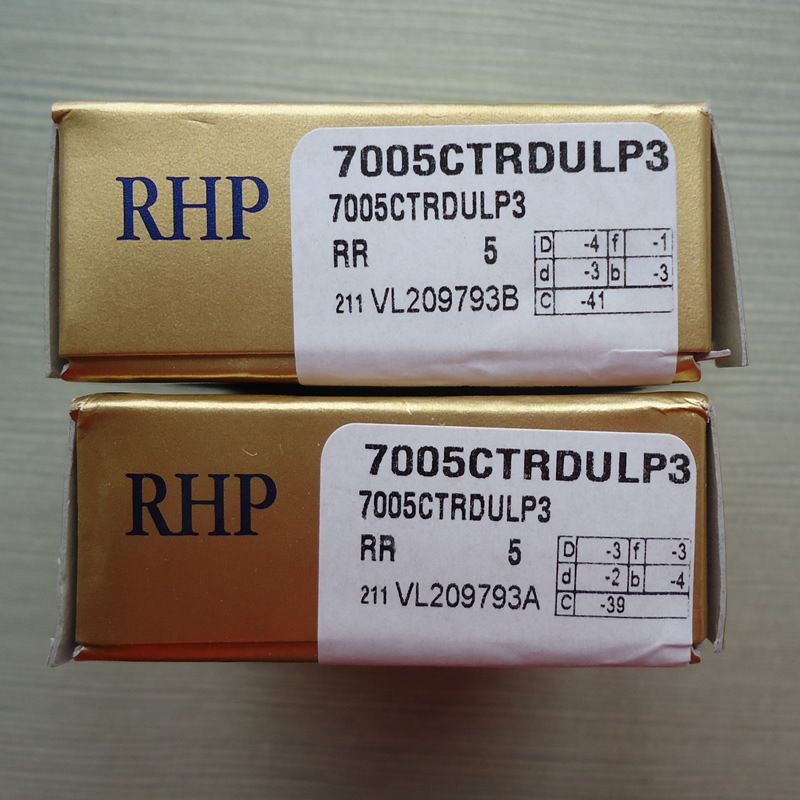 RHP
7005CTRDULP3
7005CTRDULP3
RR 5
D -4 f -1
d -3 b -3
C -41
211 VL209793B
RHP
7005CTRDULP3
7005CTRDULP3
RR 5
D -3 f -3
d -2 b -4
C -39
211 VL209793A